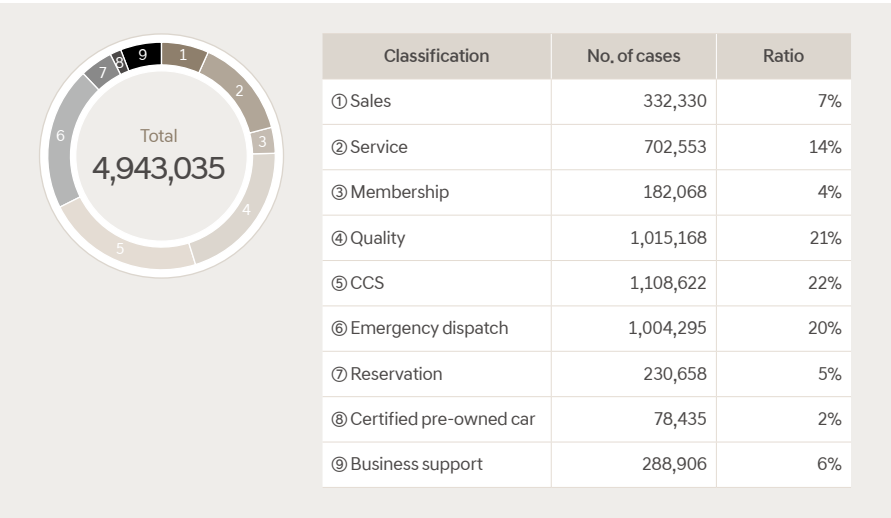 9
1
8
7
2
6
Total
3
4,943,035
4
5
Classification No. of cases Ratio
① Sales 332,330 7%
② Service 702,553 14%
③ Membership 182,068 4%
④ Quality 1,015,168 21%
⑤ CCS 1,108,622 22%
⑥ Emergency dispatch 1,004,295 20%
⑦ Reservation 230,658 5%
⑧ Certified pre-owned car 78,435 2%
⑨ Business support 288,906 6%